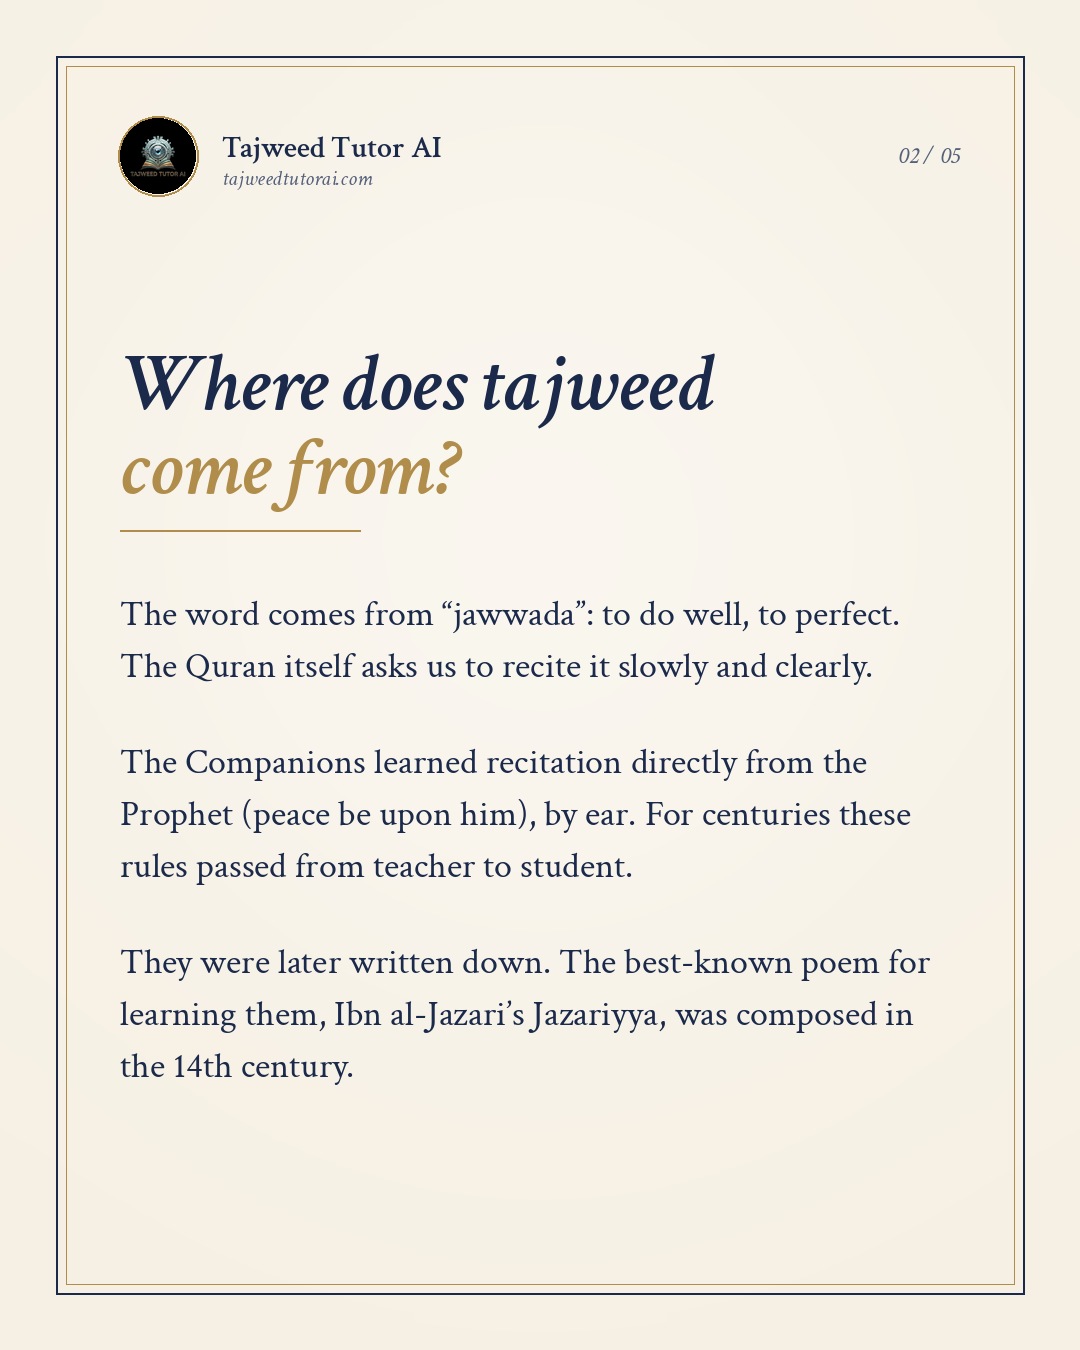 TAJWEED TUTOR AI
Tajweed Tutor AI
tajweedtutorai.com
02 / 05
Where does tajweed
come from?
The word comes from “jawwada”: to do well, to perfect.
The Quran itself asks us to recite it slowly and clearly.
The Companions learned recitation directly from the
Prophet (peace be upon him), by ear. For centuries these
rules passed from teacher to student.
They were later written down. The best-known poem for
learning them, Ibn al-Jazari’s Jazariyya, was composed in
the 14th century.